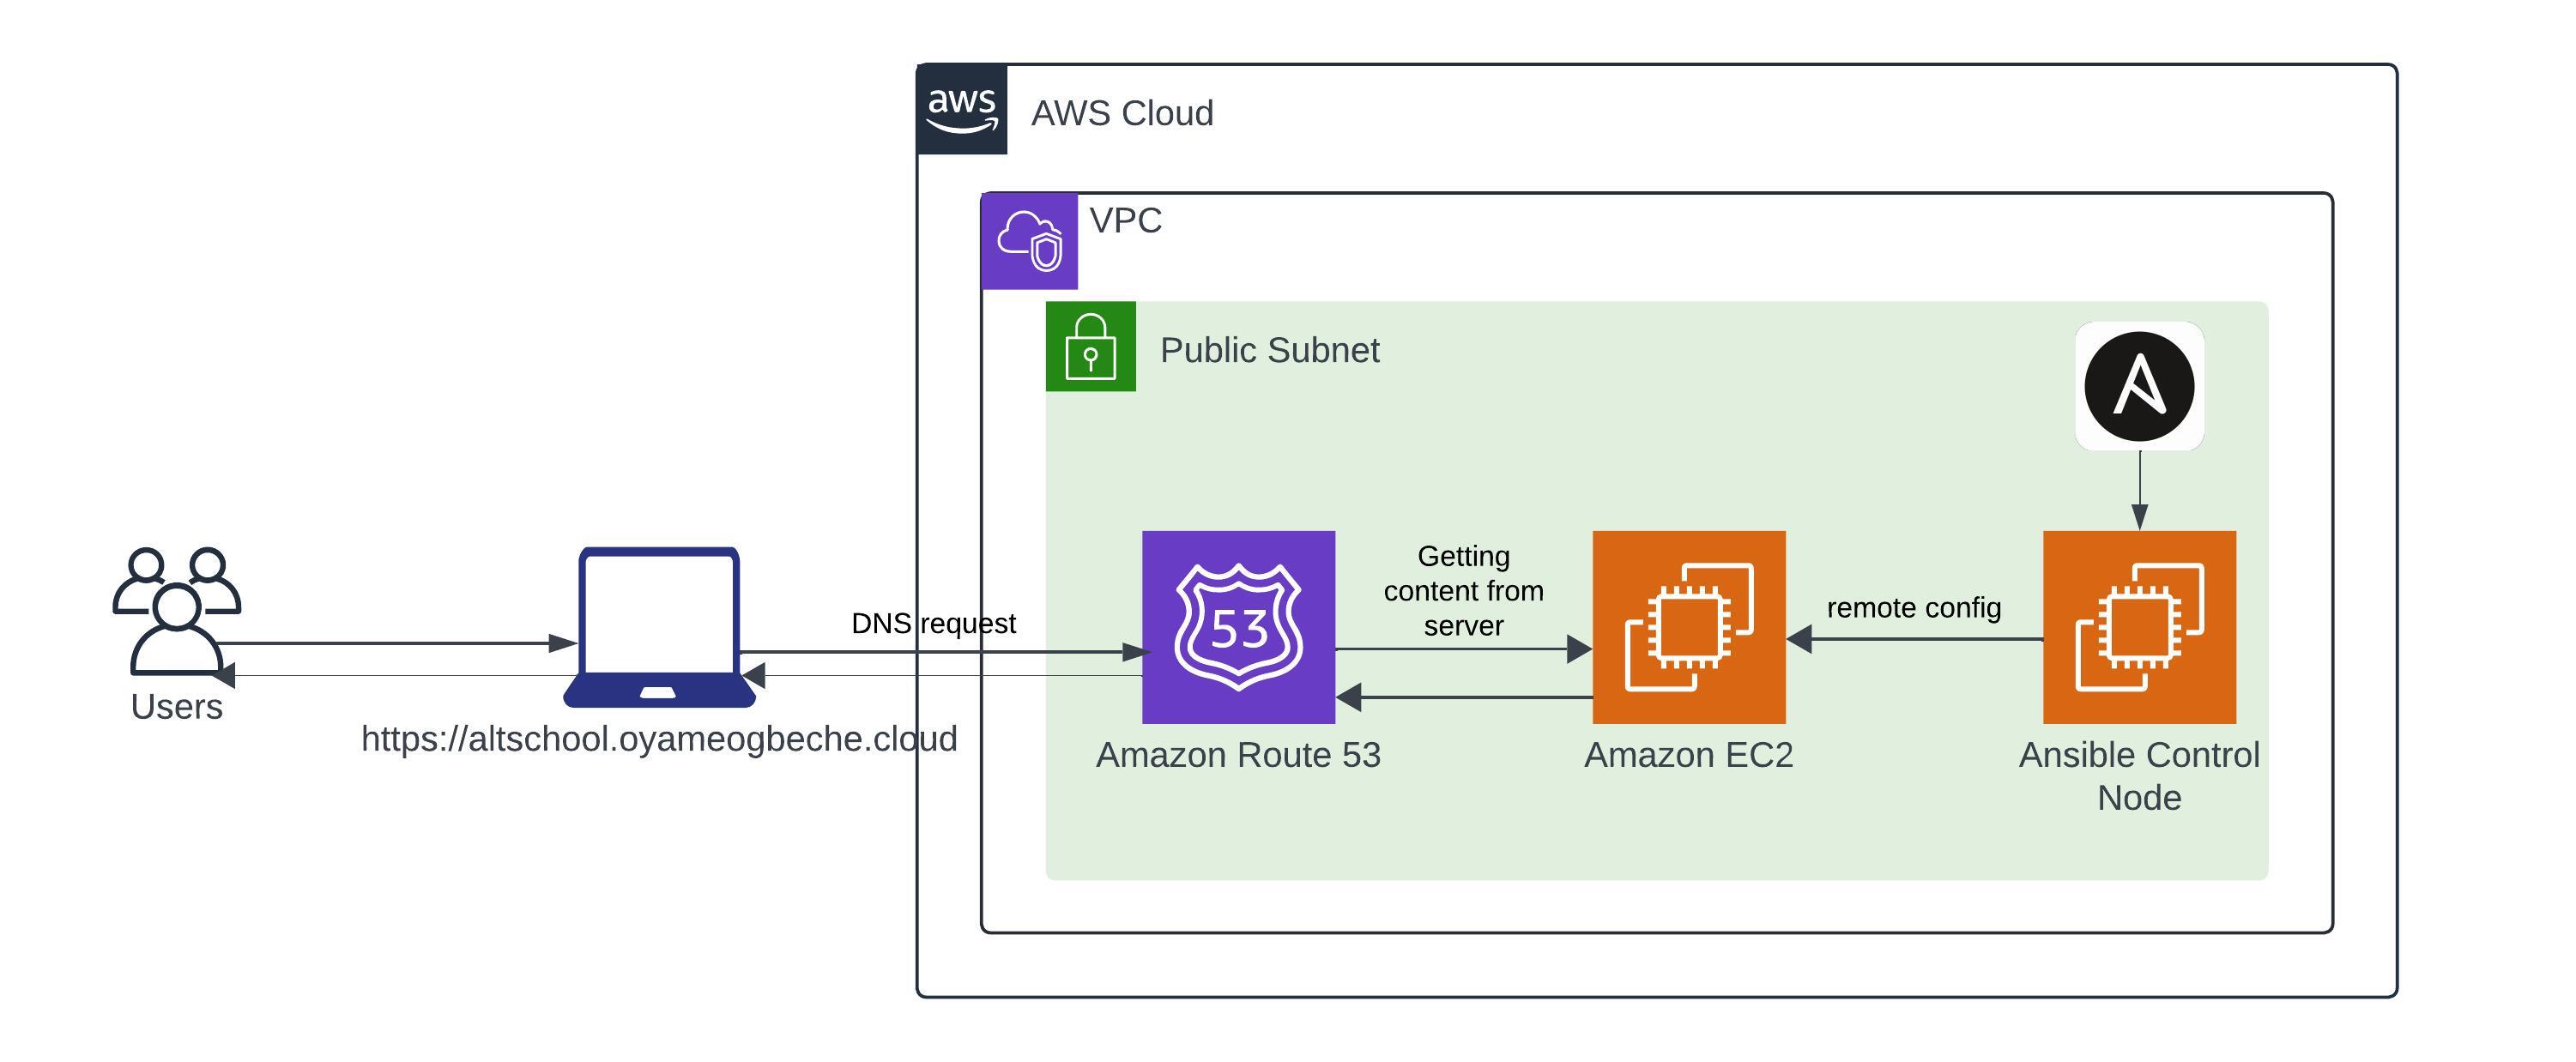 aws
AWS Cloud
VPC
Public Subnet
Getting
content from
server
DNS request
53
remote config
Users
https://altschool.oyameogbeche.cloud
Amazon Route 53
Amazon EC2
Ansible Control
Node